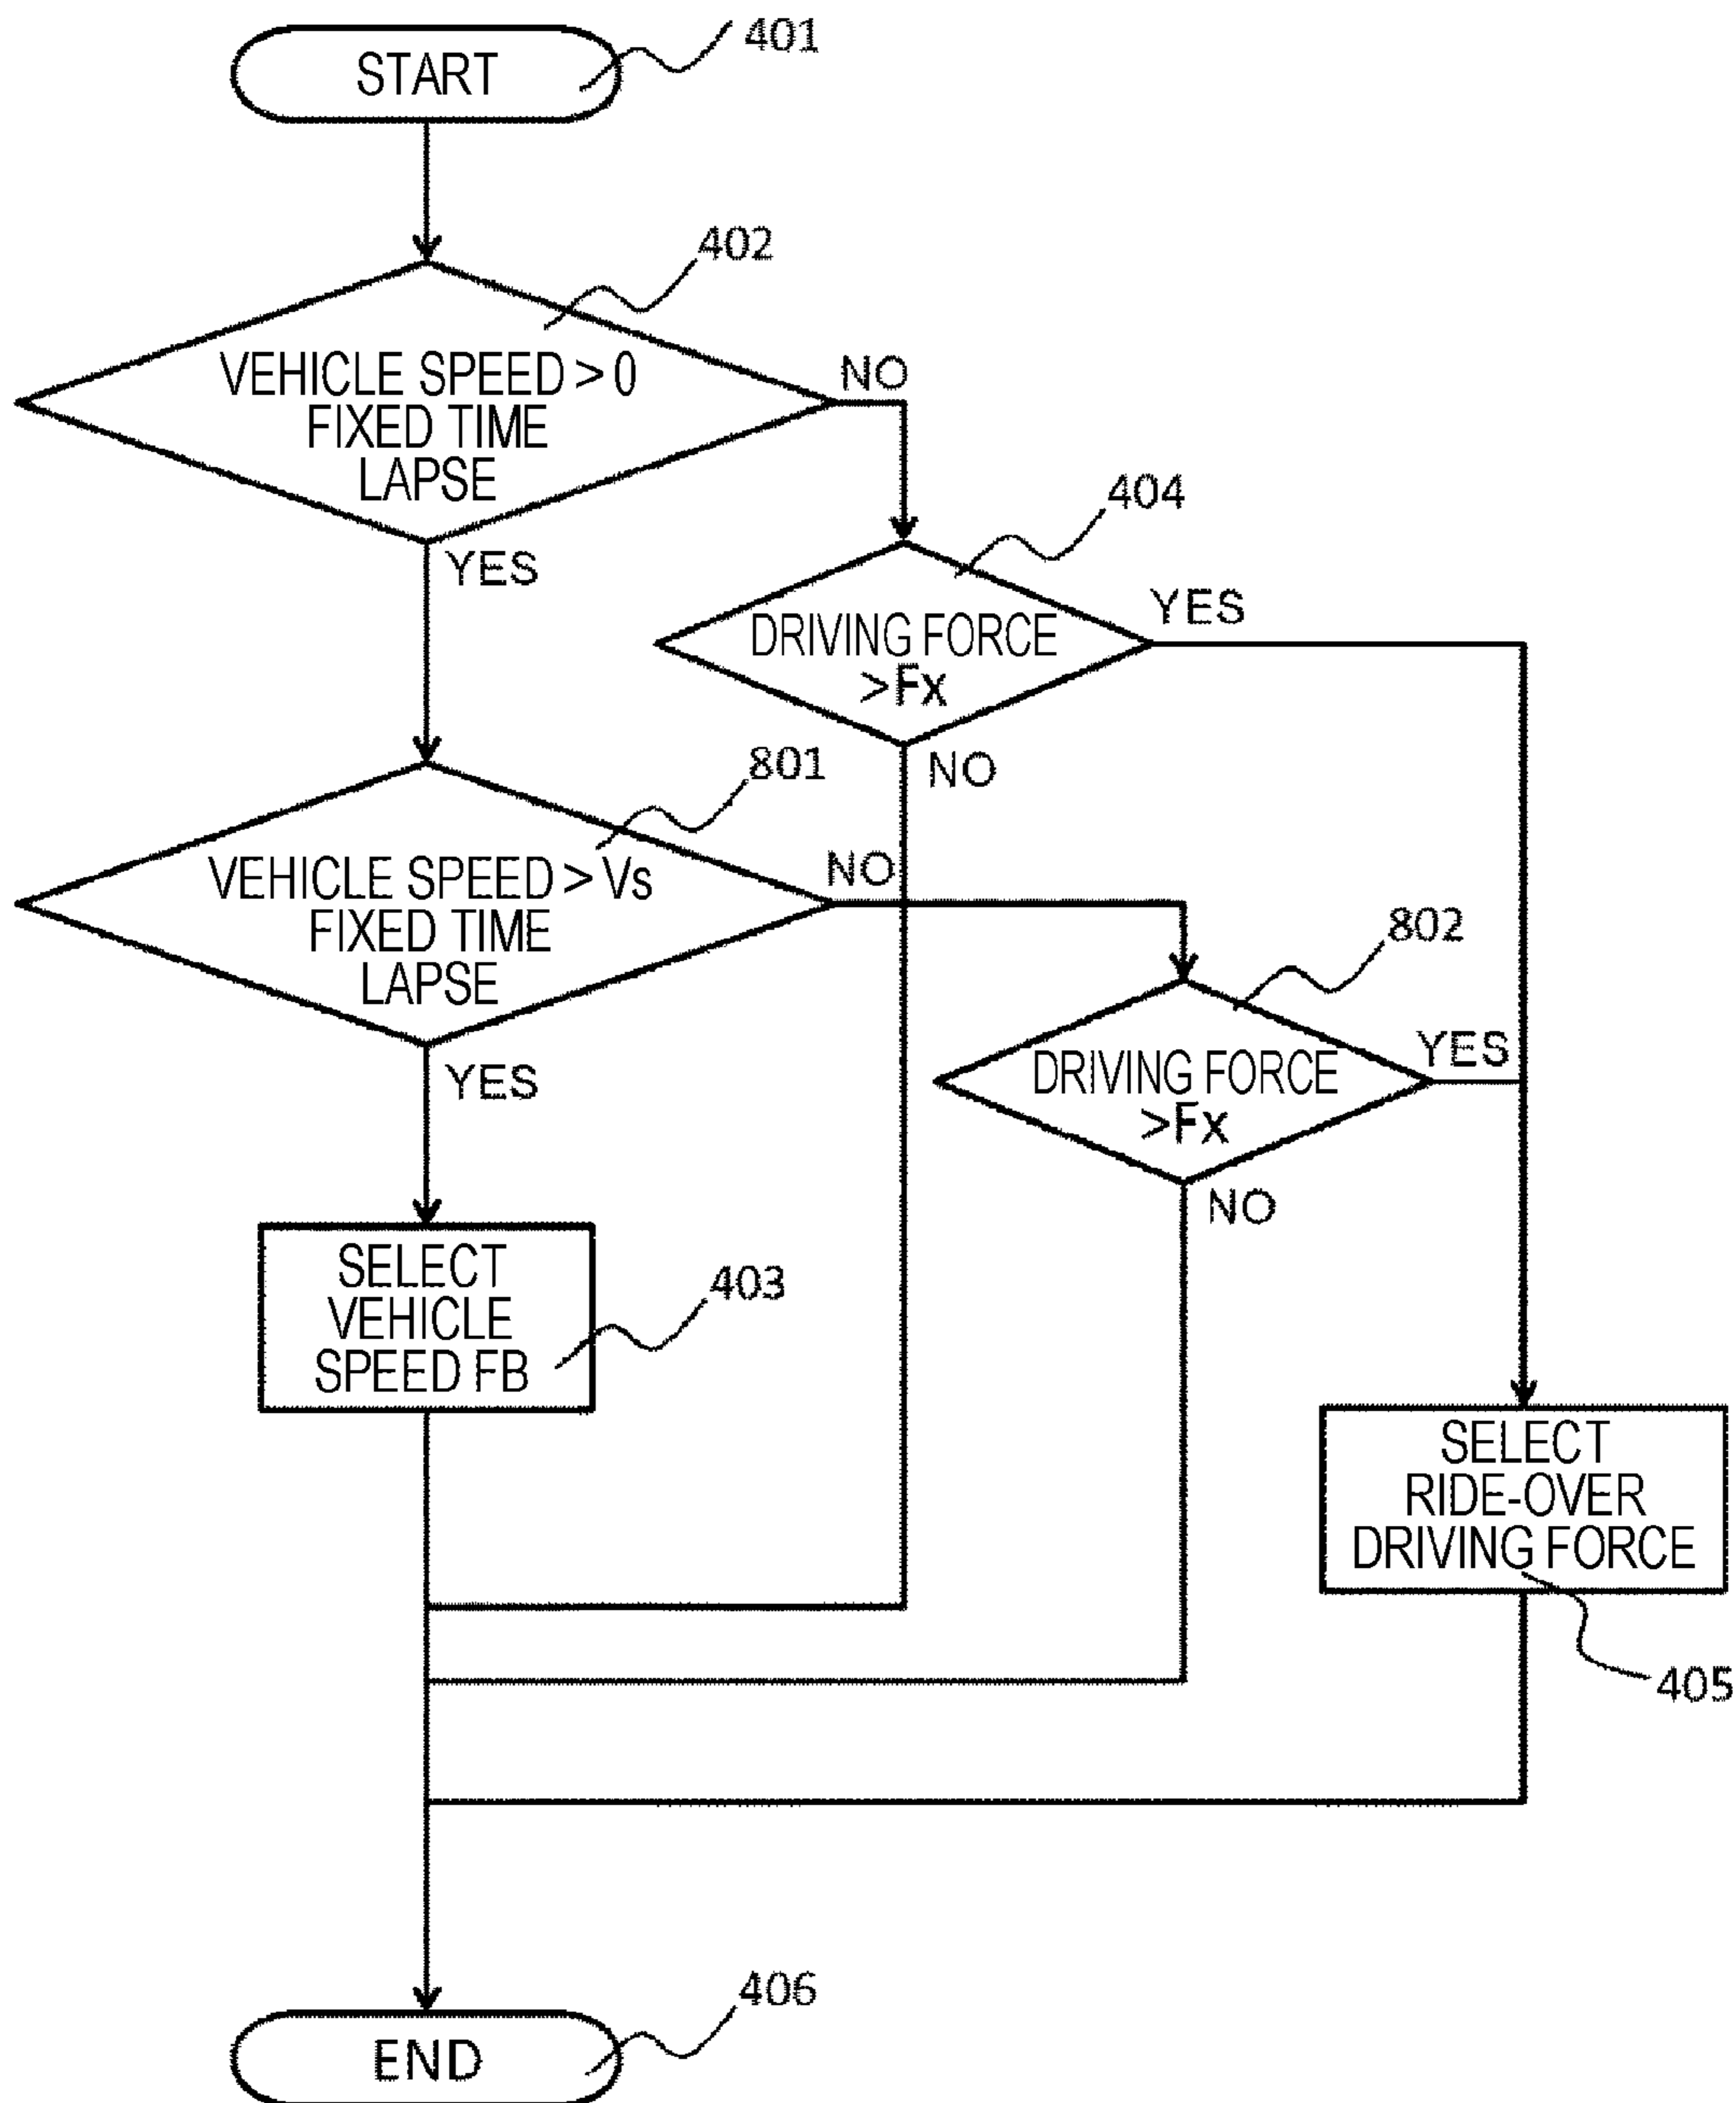 401
START
402
VEHICLE SPEED > 0
FIXED TIME
LAPSE
NO
YES
404
DRIVING FORCE
>Fx
YES
NO
801
VEHICLE SPEED > Vs
FIXED TIME
LAPSE
NO
YES
802
DRIVING FORCE
>Fx
YES
NO
SELECT
VEHICLE
SPEED FB
403
SELECT
RIDE-OVER
DRIVING FORCE
405
406
END